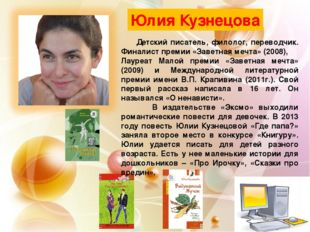 Юлия Кузнецова
Детский писатель, филолог, переводчик.
Финалист премии «Заветная мечта» (2008),
Лауреат Малой премии «Заветная мечта»
(2009) и Международной литературной
премии имени В.П. Крапивина (2011г.). Свой
первый рассказ написала в 16 лет. Он
назывался «О ненависти».
В издательстве «Эксмо» выходили
романтические повести для девочек. В 2013
году повесть Юлии Кузнецовой «Где папа?»
заняла второе место в конкурсе «Книгуру».
Юлии удается писать для детей разного
возраста. Есть у нее маленькие истории для
дошкольников – «Про Ирочку», «Сказки про
вредин».